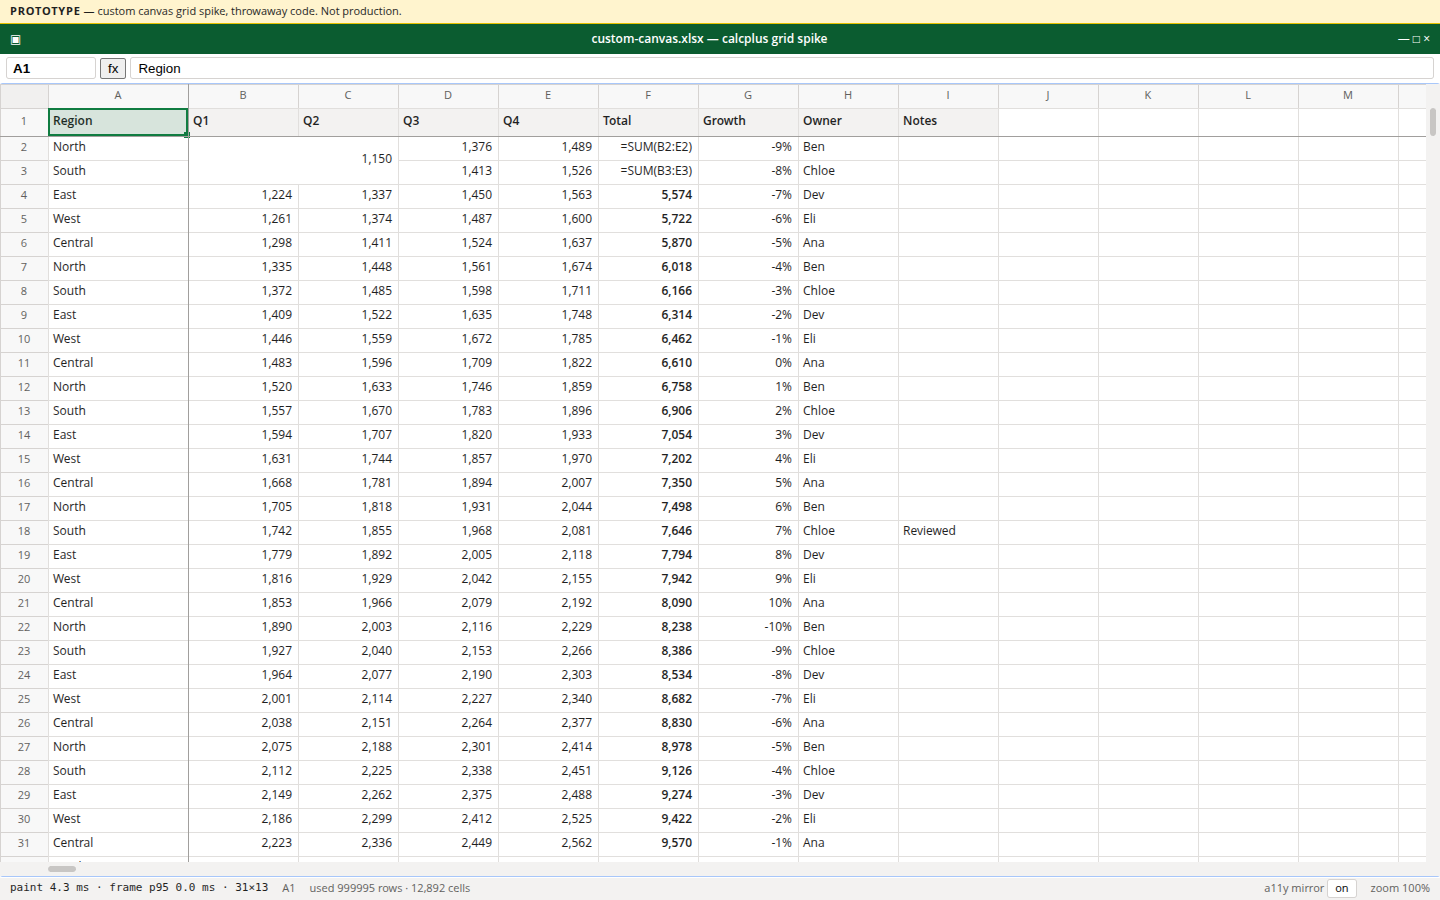 PROTOTYPE — custom canvas grid spike, throwaway code. Not production.
custom-canvas.xlsx — calcplus grid spike
A1 fx Region
A B C D E F G H I J K L M
1 Region Q1 Q2 Q3 Q4 Total Growth Owner Notes
2 North 1,376 1,489 =SUM(B2:E2) -9% Ben
1,150
3 South 1,413 1,526 =SUM(B3:E3) -8% Chloe
4 East 1,224 1,337 1,450 1,563 5,574 -7% Dev
5 West 1,261 1,374 1,487 1,600 5,722 -6% Eli
6 Central 1,298 1,411 1,524 1,637 5,870 -5% Ana
7 North 1,335 1,448 1,561 1,674 6,018 -4% Ben
8 South 1,372 1,485 1,598 1,711 6,166 -3% Chloe
9 East 1,409 1,522 1,635 1,748 6,314 -2% Dev
10 West 1,446 1,559 1,672 1,785 6,462 -1% Eli
11 Central 1,483 1,596 1,709 1,822 6,610 0% Ana
12 North 1,520 1,633 1,746 1,859 6,758 1% Ben
13 South 1,557 1,670 1,783 1,896 6,906 2% Chloe
14 East 1,594 1,707 1,820 1,933 7,054 3% Dev
15 West 1,631 1,744 1,857 1,970 7,202 4% Eli
16 Central 1,668 1,781 1,894 2,007 7,350 5% Ana
17 North 1,705 1,818 1,931 2,044 7,498 6% Ben
18 South 1,742 1,855 1,968 2,081 7,646 7% Chloe Reviewed
19 East 1,779 1,892 2,005 2,118 7,794 8% Dev
20 West 1,816 1,929 2,042 2,155 7,942 9% Eli
21 Central 1,853 1,966 2,079 2,192 8,090 10% Ana
22 North 1,890 2,003 2,116 2,229 8,238 -10% Ben
23 South 1,927 2,040 2,153 2,266 8,386 -9% Chloe
24 East 1,964 2,077 2,190 2,303 8,534 -8% Dev
25 West 2,001 2,114 2,227 2,340 8,682 -7% Eli
26 Central 2,038 2,151 2,264 2,377 8,830 -6% Ana
27 North 2,075 2,188 2,301 2,414 8,978 -5% Ben
28 South 2,112 2,225 2,338 2,451 9,126 -4% Chloe
29 East 2,149 2,262 2,375 2,488 9,274 -3% Dev
30 West 2,186 2,299 2,412 2,525 9,422 -2% Eli
31 Central 2,223 2,336 2,449 2,562 9,570 -1% Ana
paint 4.3 ms · frame p95 0.0 ms · 31×13 A1 used 999995 rows · 12,892 cells a11y mirror on zoom 100%